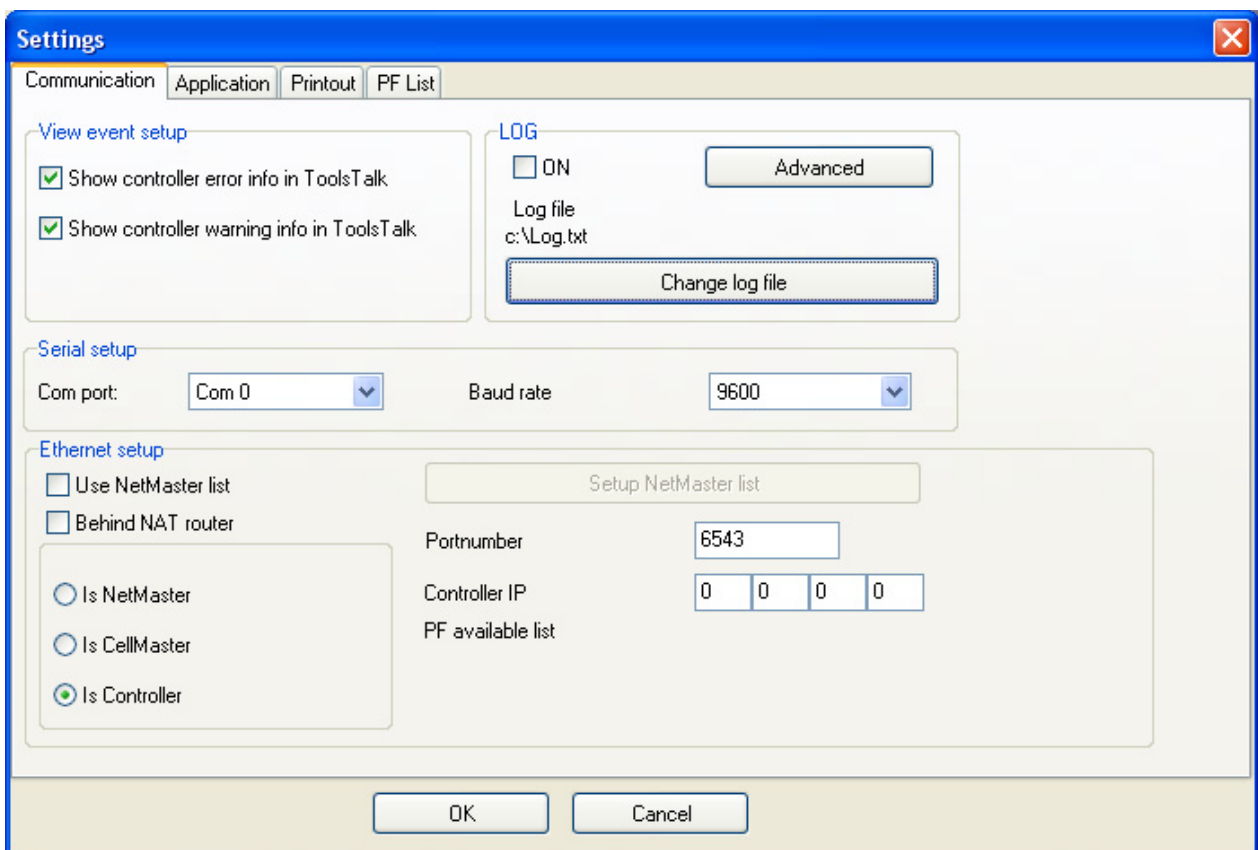 Settings
Communication Application Printout PF List
View event setup
Show controller error info in ToolsTalk
Show controller warning info in ToolsTalk
LOG
ON Advanced
Log file
c:\Log.txt
Change log file
Serial setup
Com port: Com 0 Baud rate 9600
Ethernet setup
Use NetMaster list Setup NetMaster list
Behind NAT router
Is NetMaster
Is CellMaster
Is Controller
Portnumber 6543
Controller IP 0 0 0 0
PF available list
OK Cancel